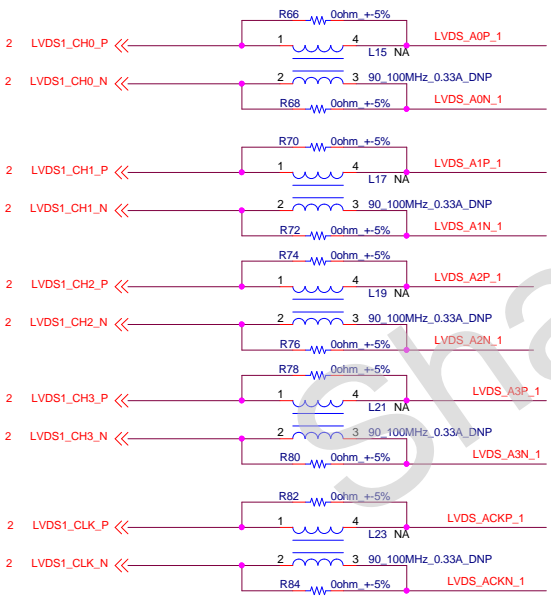 R66 0ohm_+-5%
2 LVDS1_CH0_P 1 4 LVDS_A0P_1
L15 NA
2 LVDS1_CH0_N 2 3 90_100MHz_0.33A_DNP
R68 0ohm_+-5% LVDS_A0N_1
R70 0ohm_+-5%
2 LVDS1_CH1_P 1 4 LVDS_A1P_1
L17 NA
2 LVDS1_CH1_N 2 3 90_100MHz_0.33A_DNP
R72 0ohm_+-5% LVDS_A1N_1
R74 0ohm_+-5%
2 LVDS1_CH2_P 1 4 LVDS_A2P_1
L19 NA
2 LVDS1_CH2_N 2 3 90_100MHz_0.33A_DNP
R76 0ohm_+-5% LVDS_A2N_1
R78 0ohm_+-5%
2 LVDS1_CH3_P 1 4 LVDS_A3P_1
L21 NA
2 LVDS1_CH3_N 2 3 90_100MHz_0.33A_DNP
R80 0ohm_+-5% LVDS_A3N_1
R82 0ohm_+-5%
2 LVDS1_CLK_P 1 4 LVDS_ACKP_1
L23 NA
2 LVDS1_CLK_N 2 3 90_100MHz_0.33A_DNP
R84 0ohm_+-5% LVDS_ACKN_1